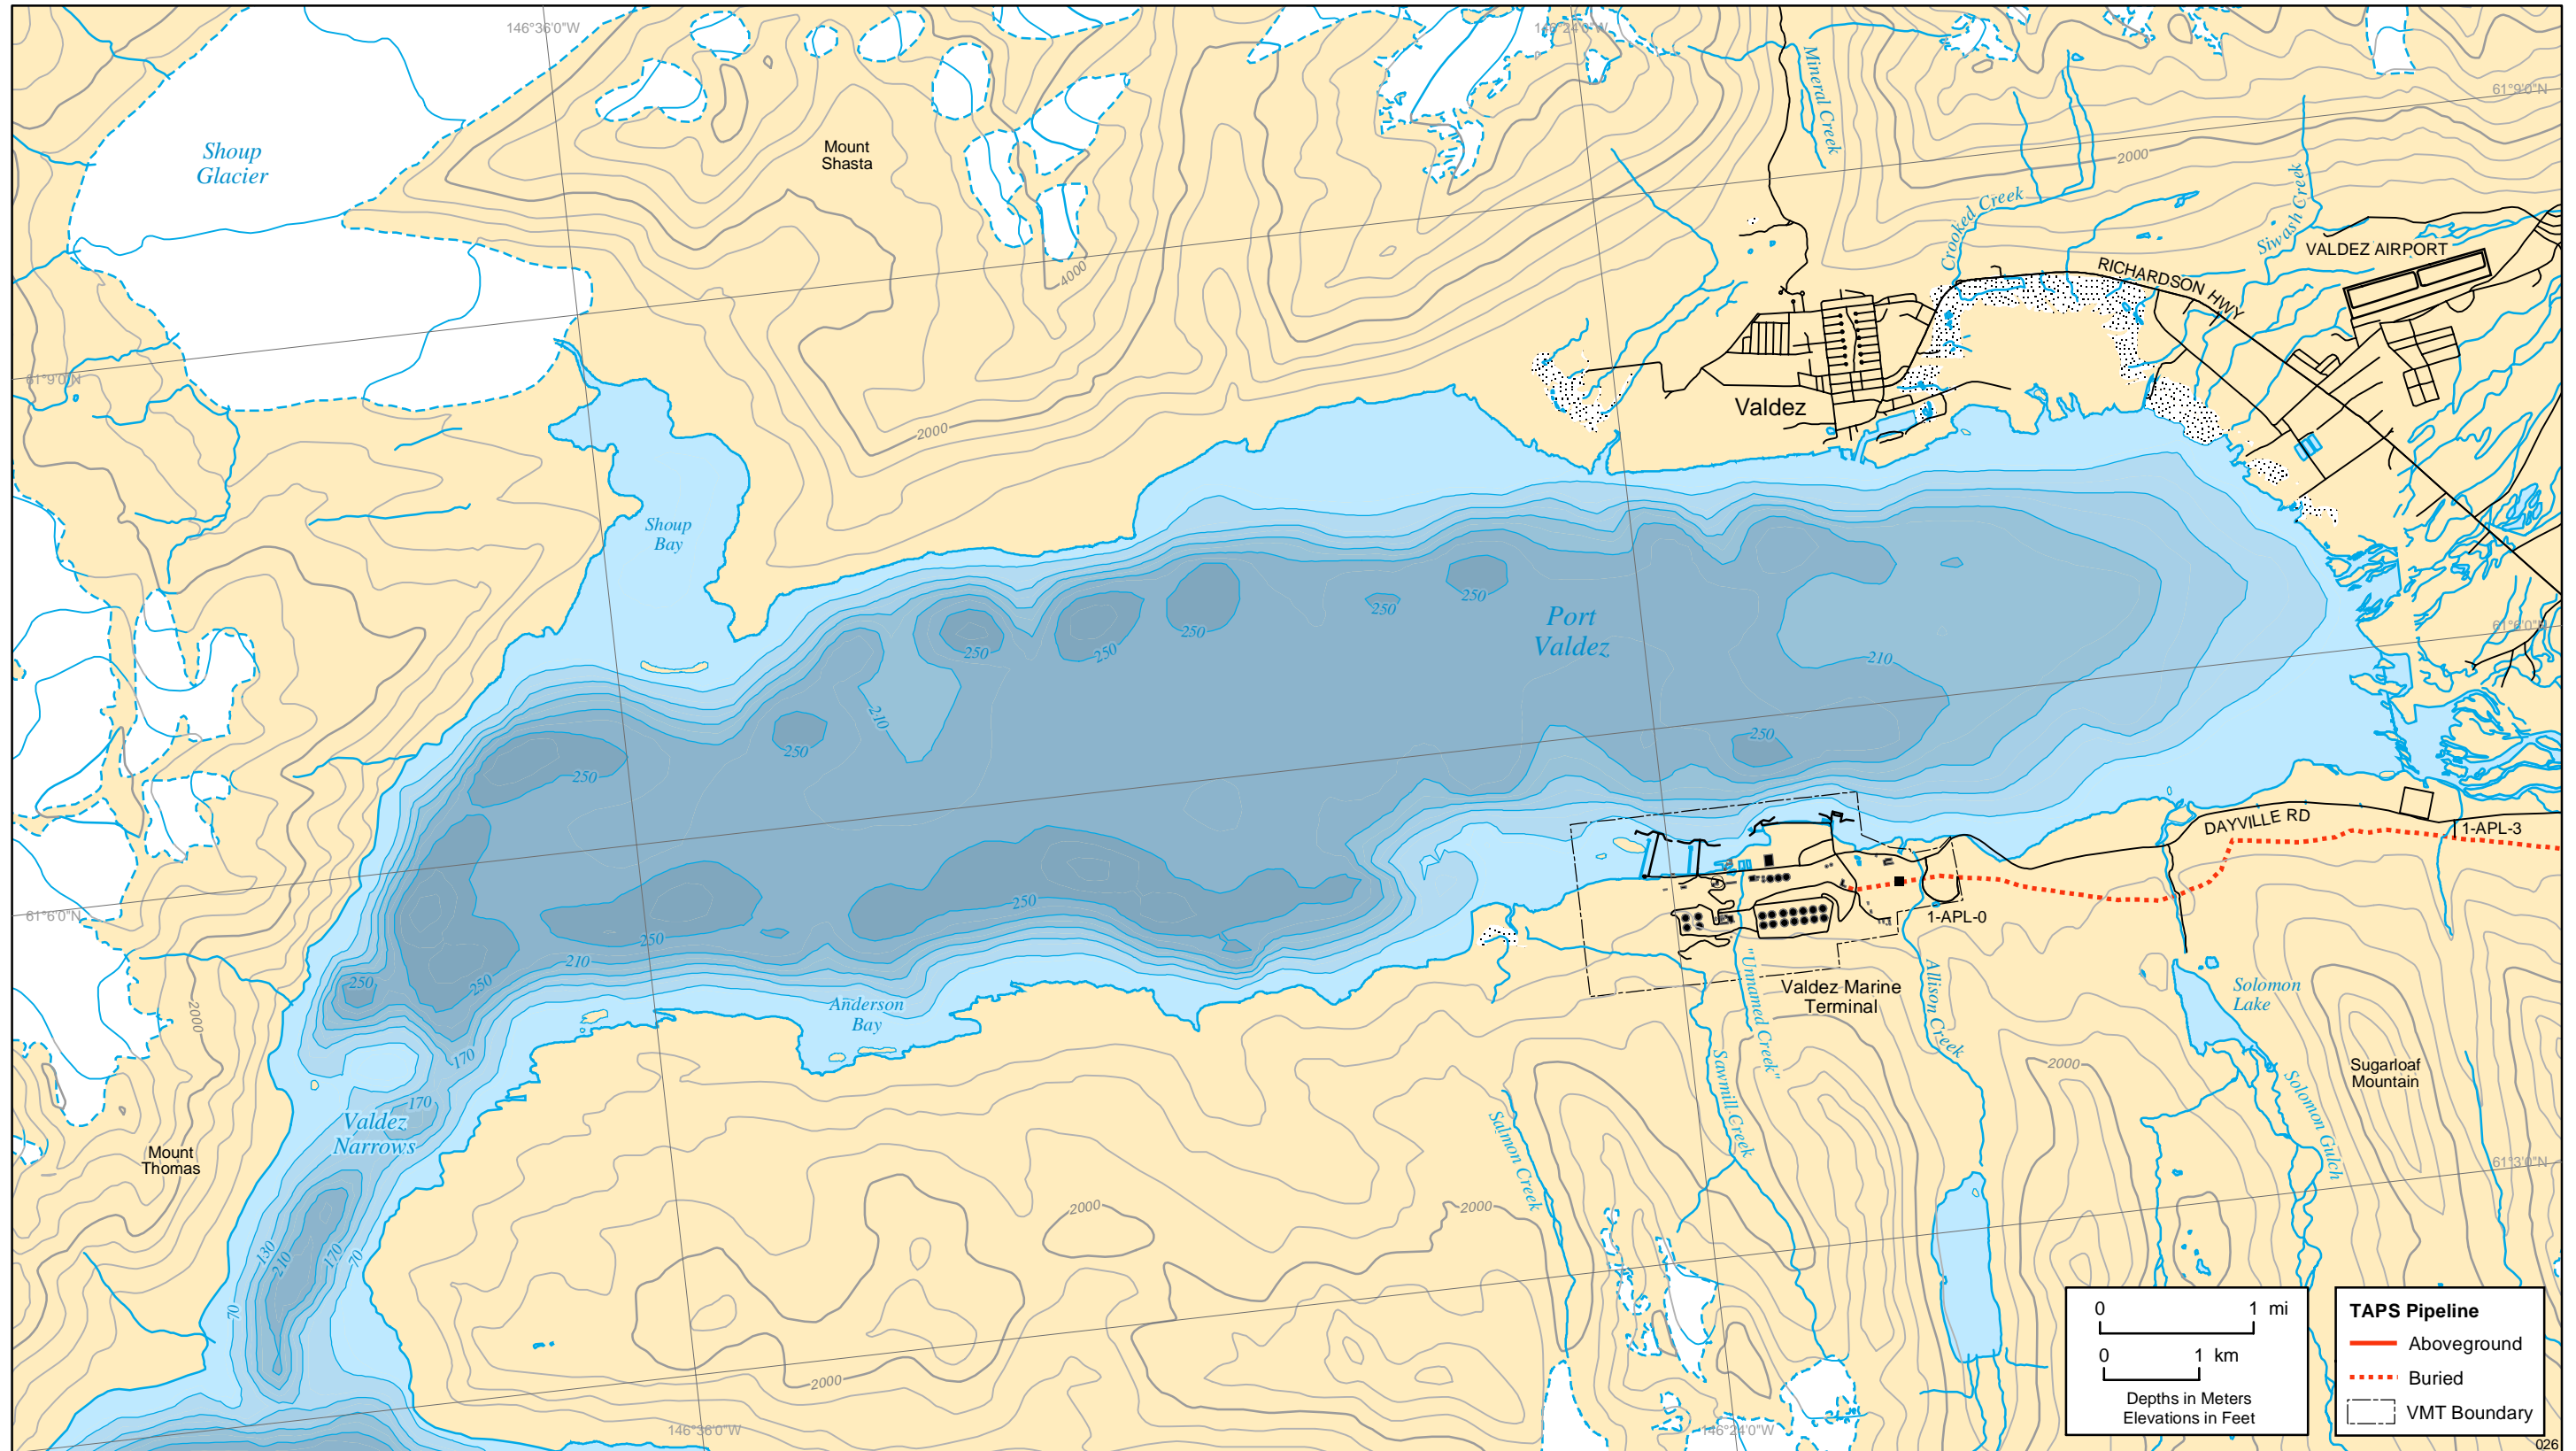 146°36'0"W
146°24'0"W
Mineral Creek
61°9'0"N
Shoup
Glacier
Mount
Shasta
2000
Crooked Creek
Siwash Creek
VALDEZ AIRPORT
RICHARDSON HWY
4000
61°9'0"N
2000
Valdez
Shoup
Bay
Port
Valdez
250
250
250
250
250
61°6'0"N
210
210
250
250
250
DAYVILLE RD
1-APL-3
250
250
210
61°6'0"N
1-APL-0
250
250
2000
Anderson
Bay
"Unnamed Creek"
Valdez Marine
Terminal
Allison Creek
Solomon
Lake
170
170
Valdez
Narrows
Mount
Thomas
Salmon Creek
Sawmill Creek
2000
Solomon Gulch
Sugarloaf
Mountain
61°3'0"N
2000
2000
130
210
170
70
70
2000
146°36'0"W
146°24'0"W
0 1 mi
0 1 km
Depths in Meters
Elevations in Feet
TAPS Pipeline
Aboveground
Buried
VMT Boundary
026